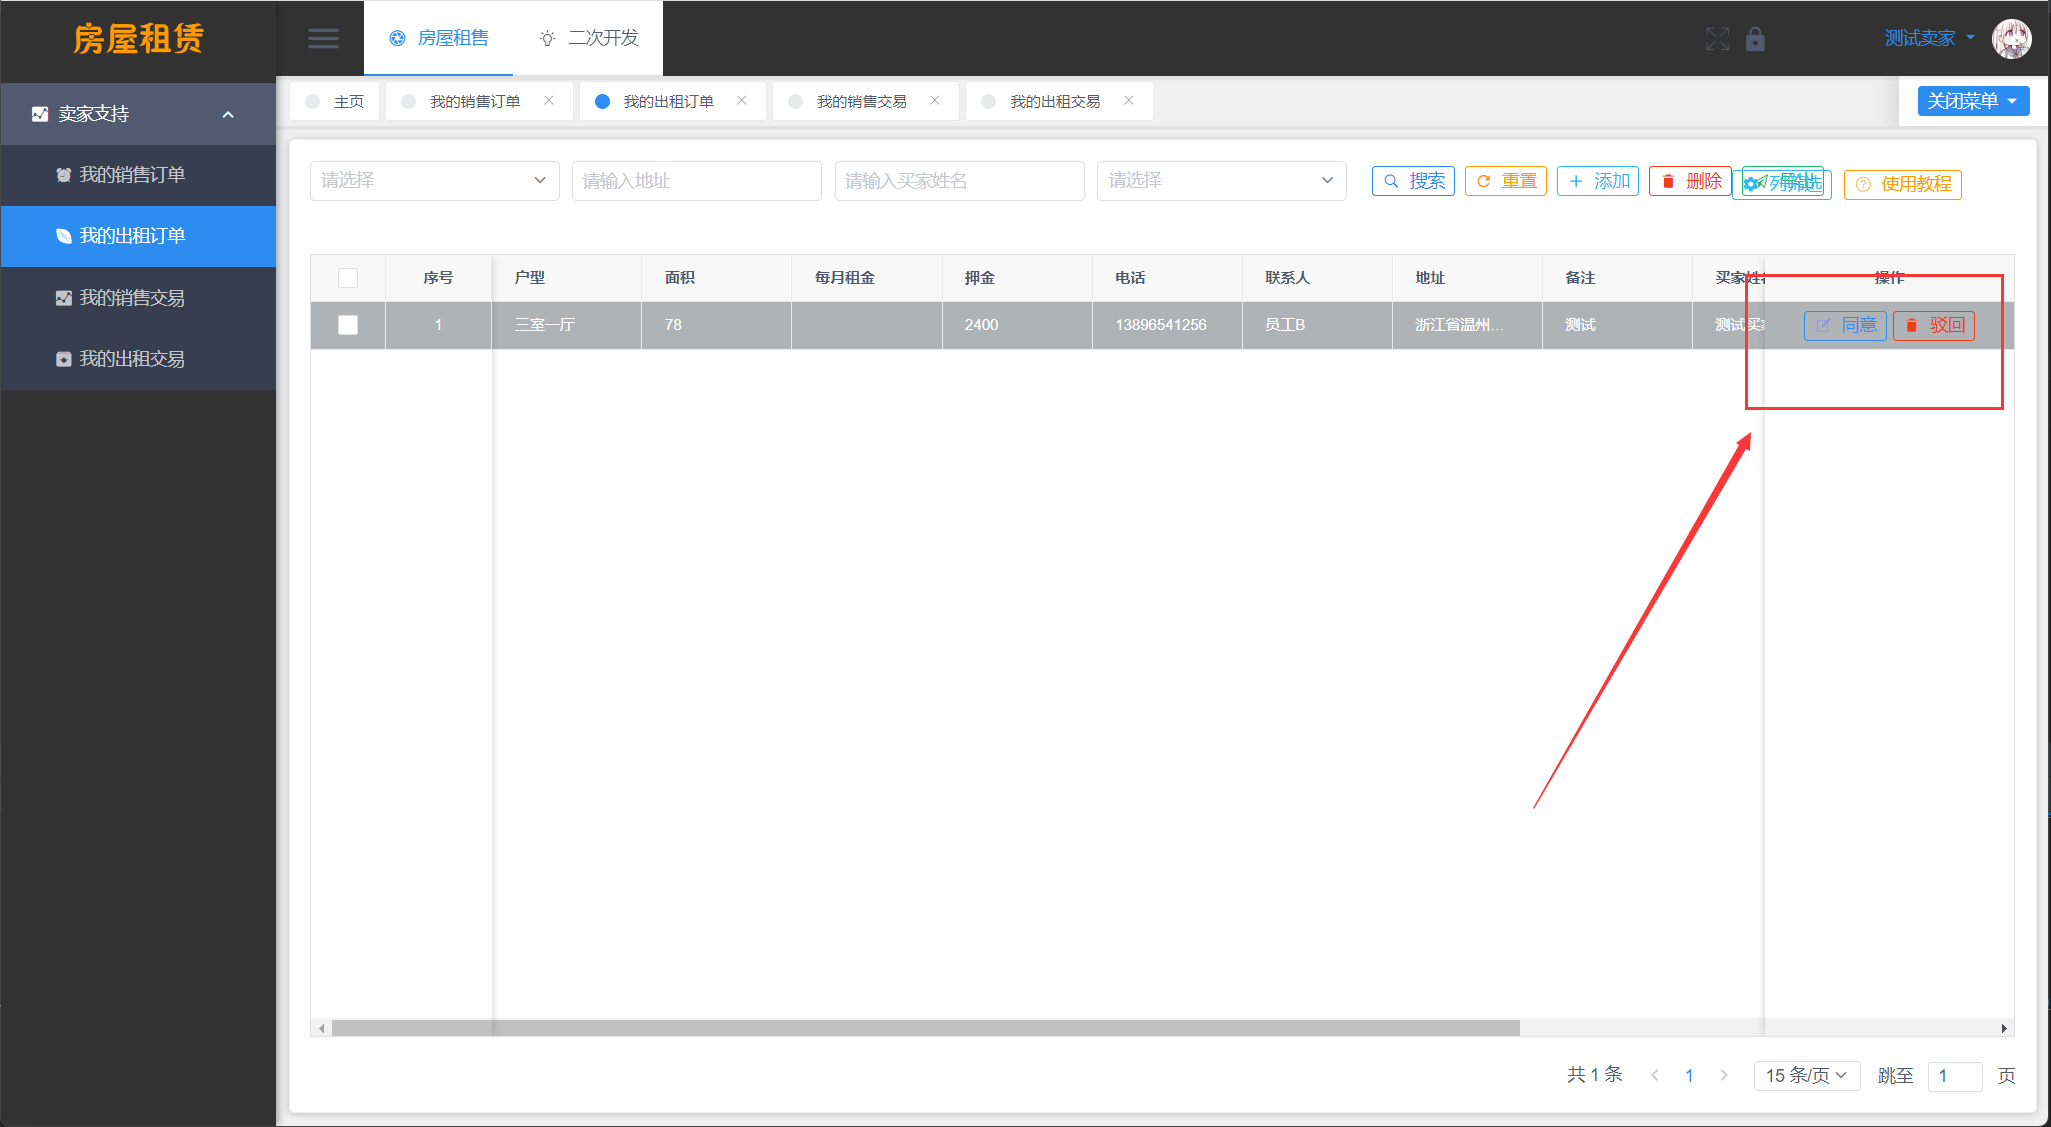 房屋租赁
房屋租售
二次开发
测试卖家
卖家支持
我的销售订单
我的出租订单
我的销售交易
我的出租交易
主页
我的销售订单
我的出租订单
我的销售交易
我的出租交易
关闭菜单
请选择
请输入地址
请输入买家姓名
请选择
搜索
重置
添加
删除
导出
列筛选
使用教程
序号 户型 面积 每月租金 押金 电话 联系人 地址 备注 买家姓名 操作
1 三室一厅 78 2400 13896541256 员工B 浙江省温州... 测试 测试买家 同意 驳回
共 1 条
1
15 条/页
跳至
1
页